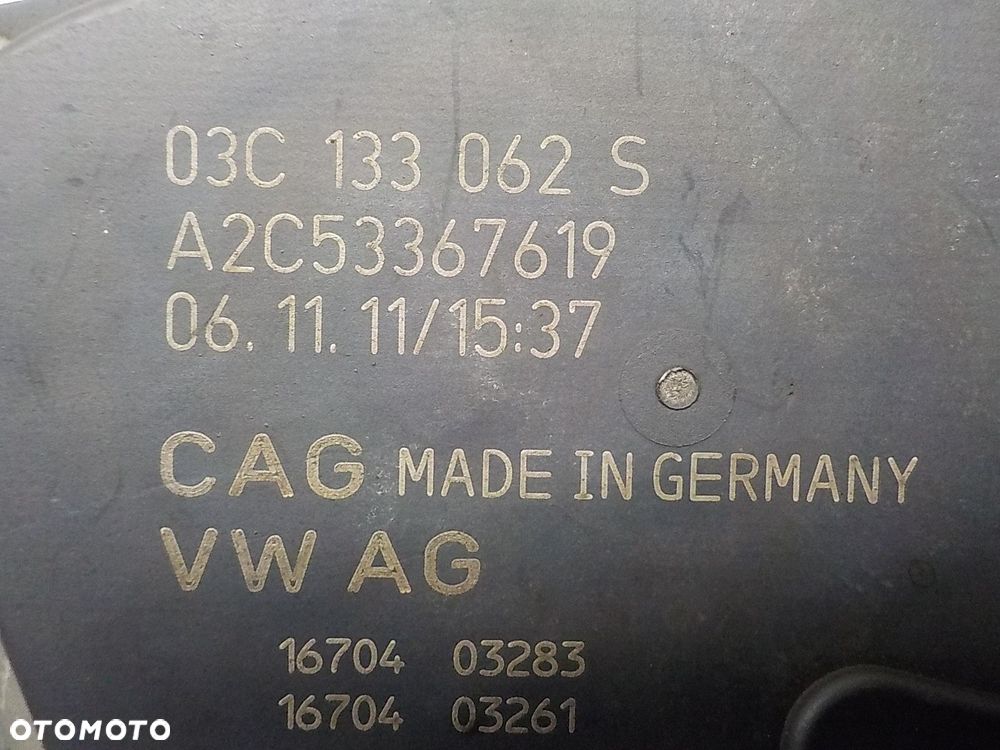 03C 133 062 S
A2C53367619
06.11.11/15:37
CAG MADE IN GERMANY
VW AG
16704 03283
16704 03261
OTOMOTO